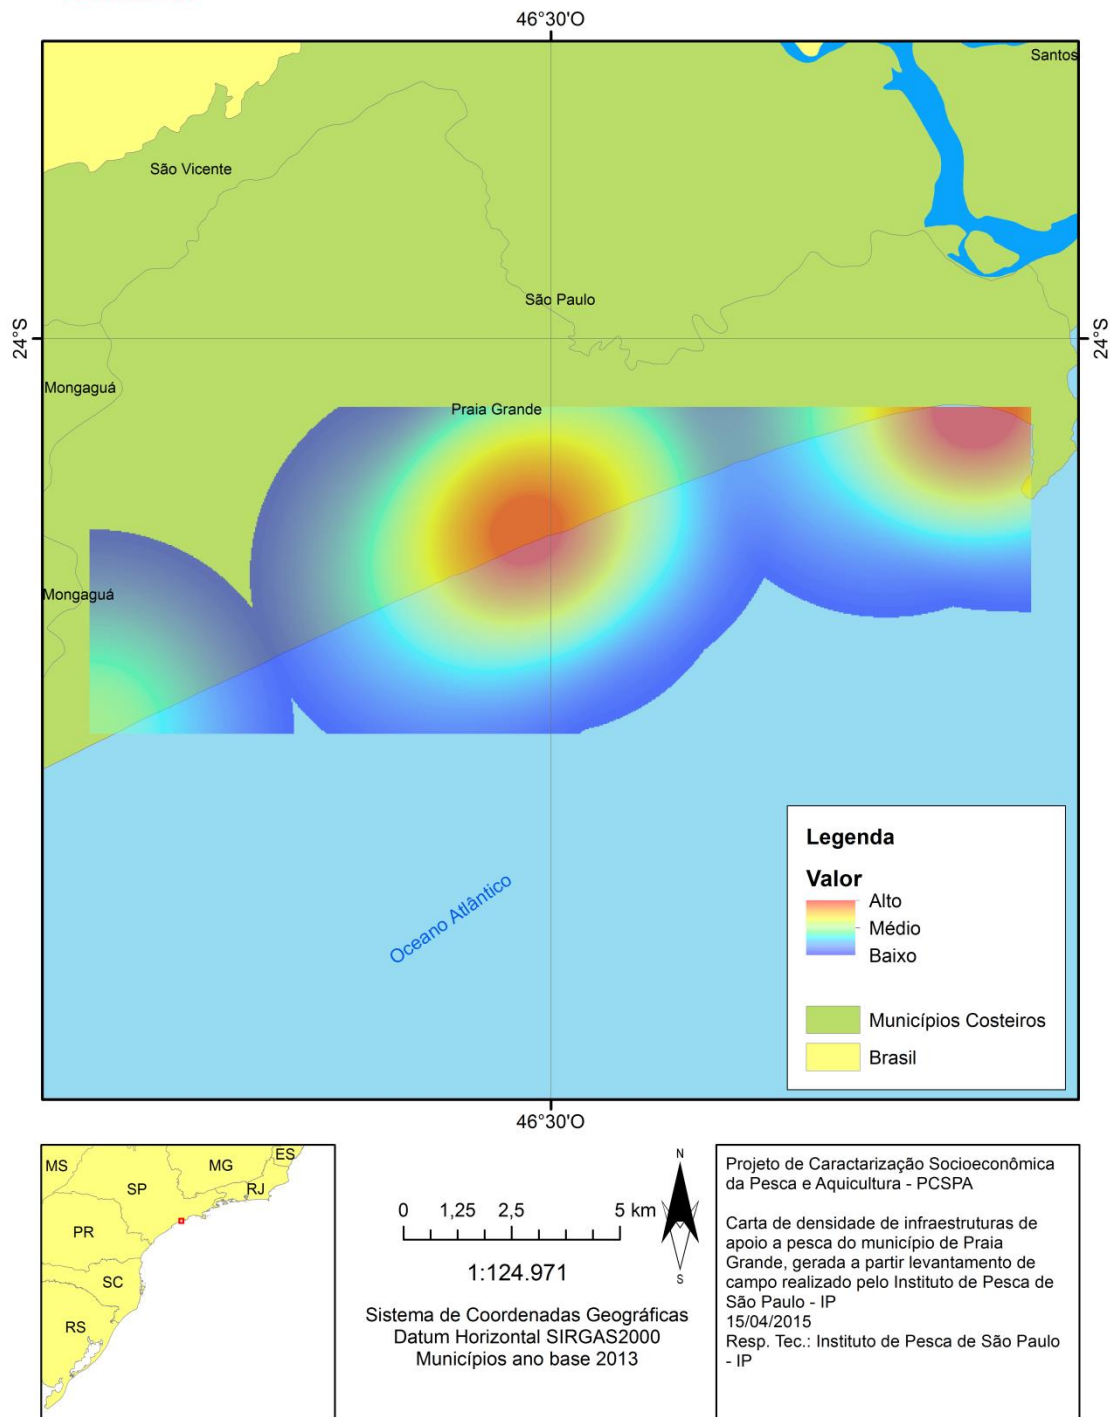 46°30'O
Santos
São Vicente
São Paulo
24°S
24°S
Mongaguá
Praia Grande
Mongaguá
Oceano Atlântico
Legenda
Valor
Alto
Médio
Baixo
Municípios Costeiros
Brasil
46°30'O
MS
MG
ES
SP
RJ
PR
SC
RS
0 1,25 2,5 5 km
1:124.971
Sistema de Coordenadas Geográficas
Datum Horizontal SIRGAS2000
Municípios ano base 2013
N
S
Projeto de Caractarização Socioeconômica
da Pesca e Aquicultura - PCSPA
Carta de densidade de infraestruturas de
apoio a pesca do município de Praia
Grande, gerada a partir levantamento de
campo realizado pelo Instituto de Pesca de
São Paulo - IP
15/04/2015
Resp. Tec.: Instituto de Pesca de São Paulo
- IP